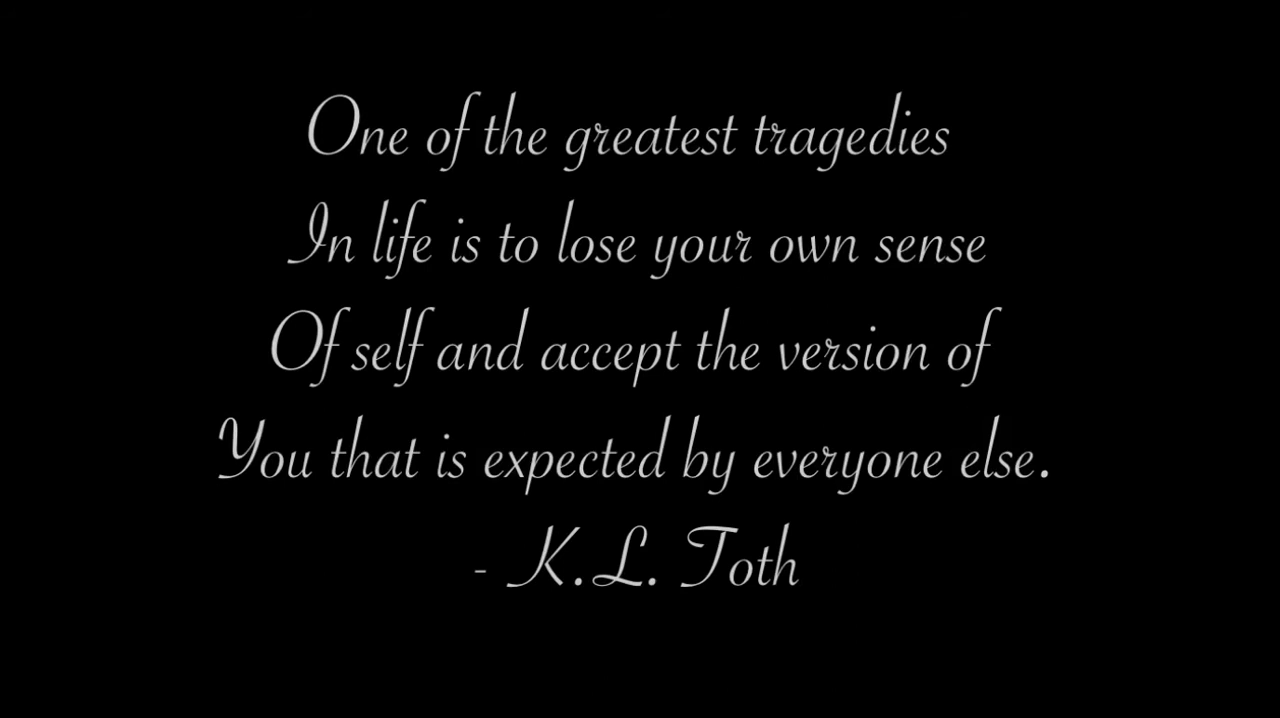 One of the greatest tragedies
In life is to lose your own sense
Of self and accept the version of
You that is expected by everyone else.
- K.L. Toth